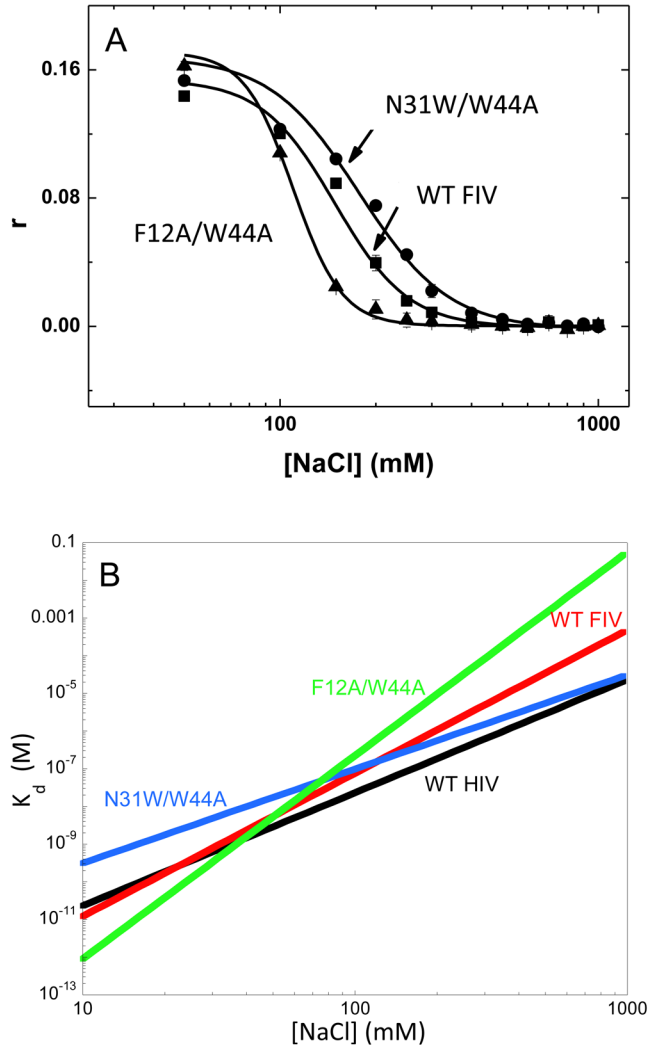 A
0.16
N31W/W44A
0.08
WT FIV
r
F12A/W44A
0.00
100
1000
[NaCl] (mM)
0.1
B
0.001
WT FIV
F12A/W44A
10-5
Kd (M)
10-7
WT HIV
N31W/W44A
10-9
10-11
10-13
10
100
1000
[NaCl] (mM)